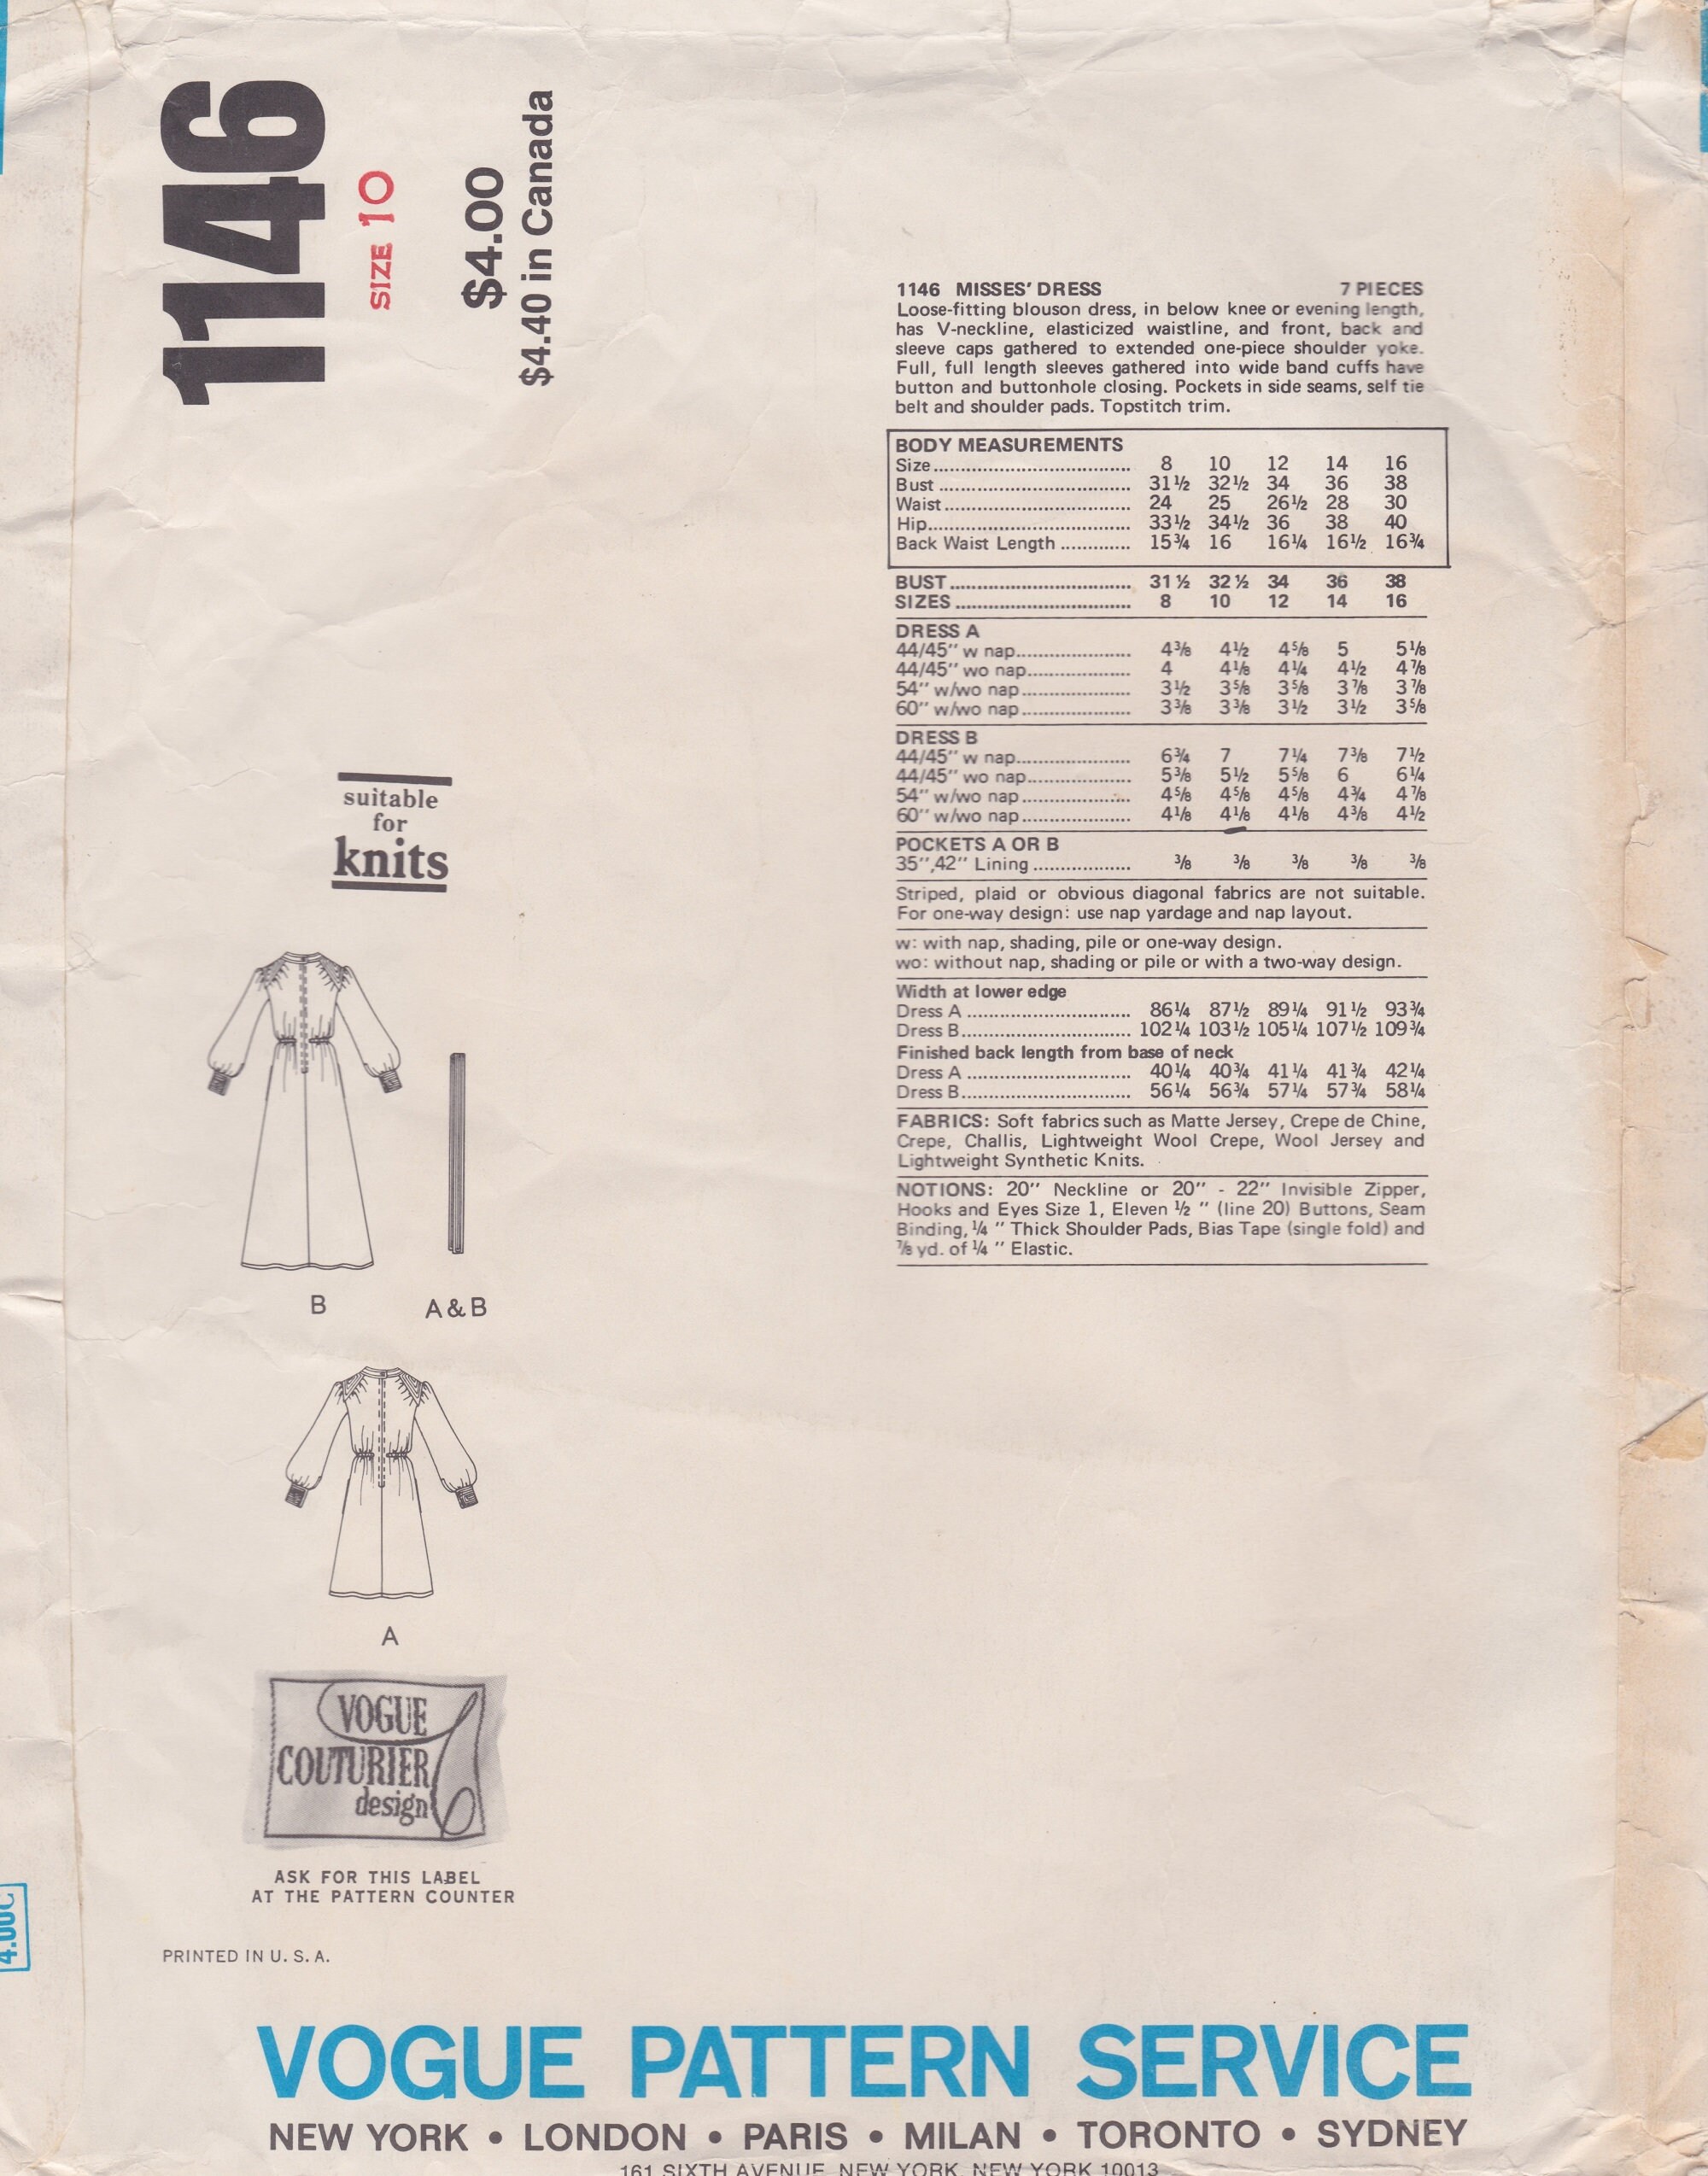 1146
SIZE 10
$4.00
$4.40 in Canada
1146 MISSES' DRESS 7 PIECES
Loose-fitting blouson dress, in below knee or evening length,
has V-neckline, elasticized waistline, and front, back and
sleeve caps gathered to extended one-piece shoulder yoke.
Full, full length sleeves gathered into wide band cuffs have
button and buttonhole closing. Pockets in side seams, self tie
belt and shoulder pads. Topstitch trim.
BODY MEASUREMENTS
Size 8 10 12 14 16
Bust 31½ 32½ 34 36 38
Waist 24 25 26½ 28 30
Hip 33½ 34½ 36 38 40
Back Waist Length 15¾ 16 16¼ 16½ 16¾
BUST 31 ½ 32 ½ 34 36 38
SIZES 8 10 12 14 16
DRESS A
44/45" w nap 4⅜ 4½ 4⅝ 5 5⅛
44/45" wo nap 4 4⅛ 4¼ 4½ 4⅞
54" w/wo nap 3½ 3⅝ 3⅝ 3⅞ 3⅞
60" w/wo nap 3⅜ 3⅜ 3½ 3½ 3⅝
DRESS B
44/45" w nap 6¾ 7 7¼ 7⅜ 7½
44/45" wo nap 5⅜ 5½ 5⅝ 6 6¼
54" w/wo nap 4⅝ 4⅝ 4⅝ 4¾ 4⅞
60" w/wo nap 4⅛ 4⅛ 4⅛ 4⅜ 4½
POCKETS A OR B
35",42" Lining ⅜ ⅜ ⅜ ⅜ ⅜
Striped, plaid or obvious diagonal fabrics are not suitable.
For one-way design: use nap yardage and nap layout.
w: with nap, shading, pile or one-way design.
wo: without nap, shading or pile or with a two-way design.
Width at lower edge
Dress A 86¼ 87½ 89¼ 91½ 93¾
Dress B 102¼ 103½ 105¼ 107½ 109¾
Finished back length from base of neck
Dress A 40¼ 40¾ 41¼ 41¾ 42¼
Dress B 56¼ 56¾ 57¼ 57¾ 58¼
FABRICS: Soft fabrics such as Matte Jersey, Crepe de Chine,
Crepe, Challis, Lightweight Wool Crepe, Wool Jersey and
Lightweight Synthetic Knits.
NOTIONS: 20" Neckline or 20" - 22" Invisible Zipper,
Hooks and Eyes Size 1, Eleven ½ " (line 20) Buttons, Seam
Binding, ¼ " Thick Shoulder Pads, Bias Tape (single fold) and
⅞ yd. of ¼ " Elastic.
suitable
for
knits
B
A & B
A
VOGUE
COUTURIER
design
ASK FOR THIS LABEL
AT THE PATTERN COUNTER
4.00C
PRINTED IN U. S. A.
VOGUE PATTERN SERVICE
NEW YORK • LONDON • PARIS • MILAN • TORONTO • SYDNEY
161 SIXTH AVENUE, NEW YORK, NEW YORK 10013